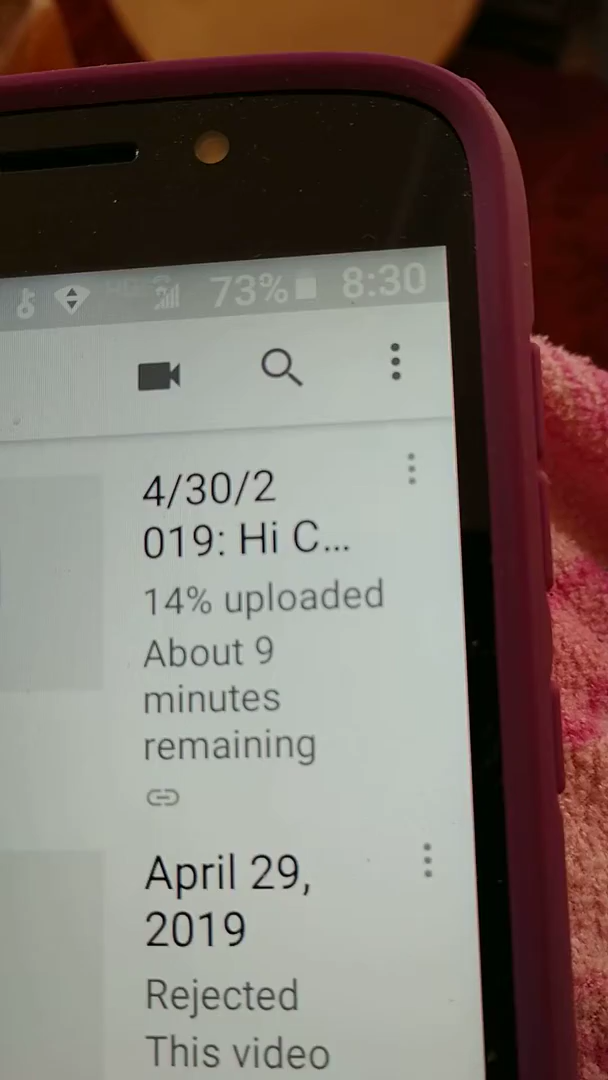 73% 8:30
4/30/2
019: Hi C...
14% uploaded
About 9
minutes
remaining
April 29,
2019
Rejected
This video